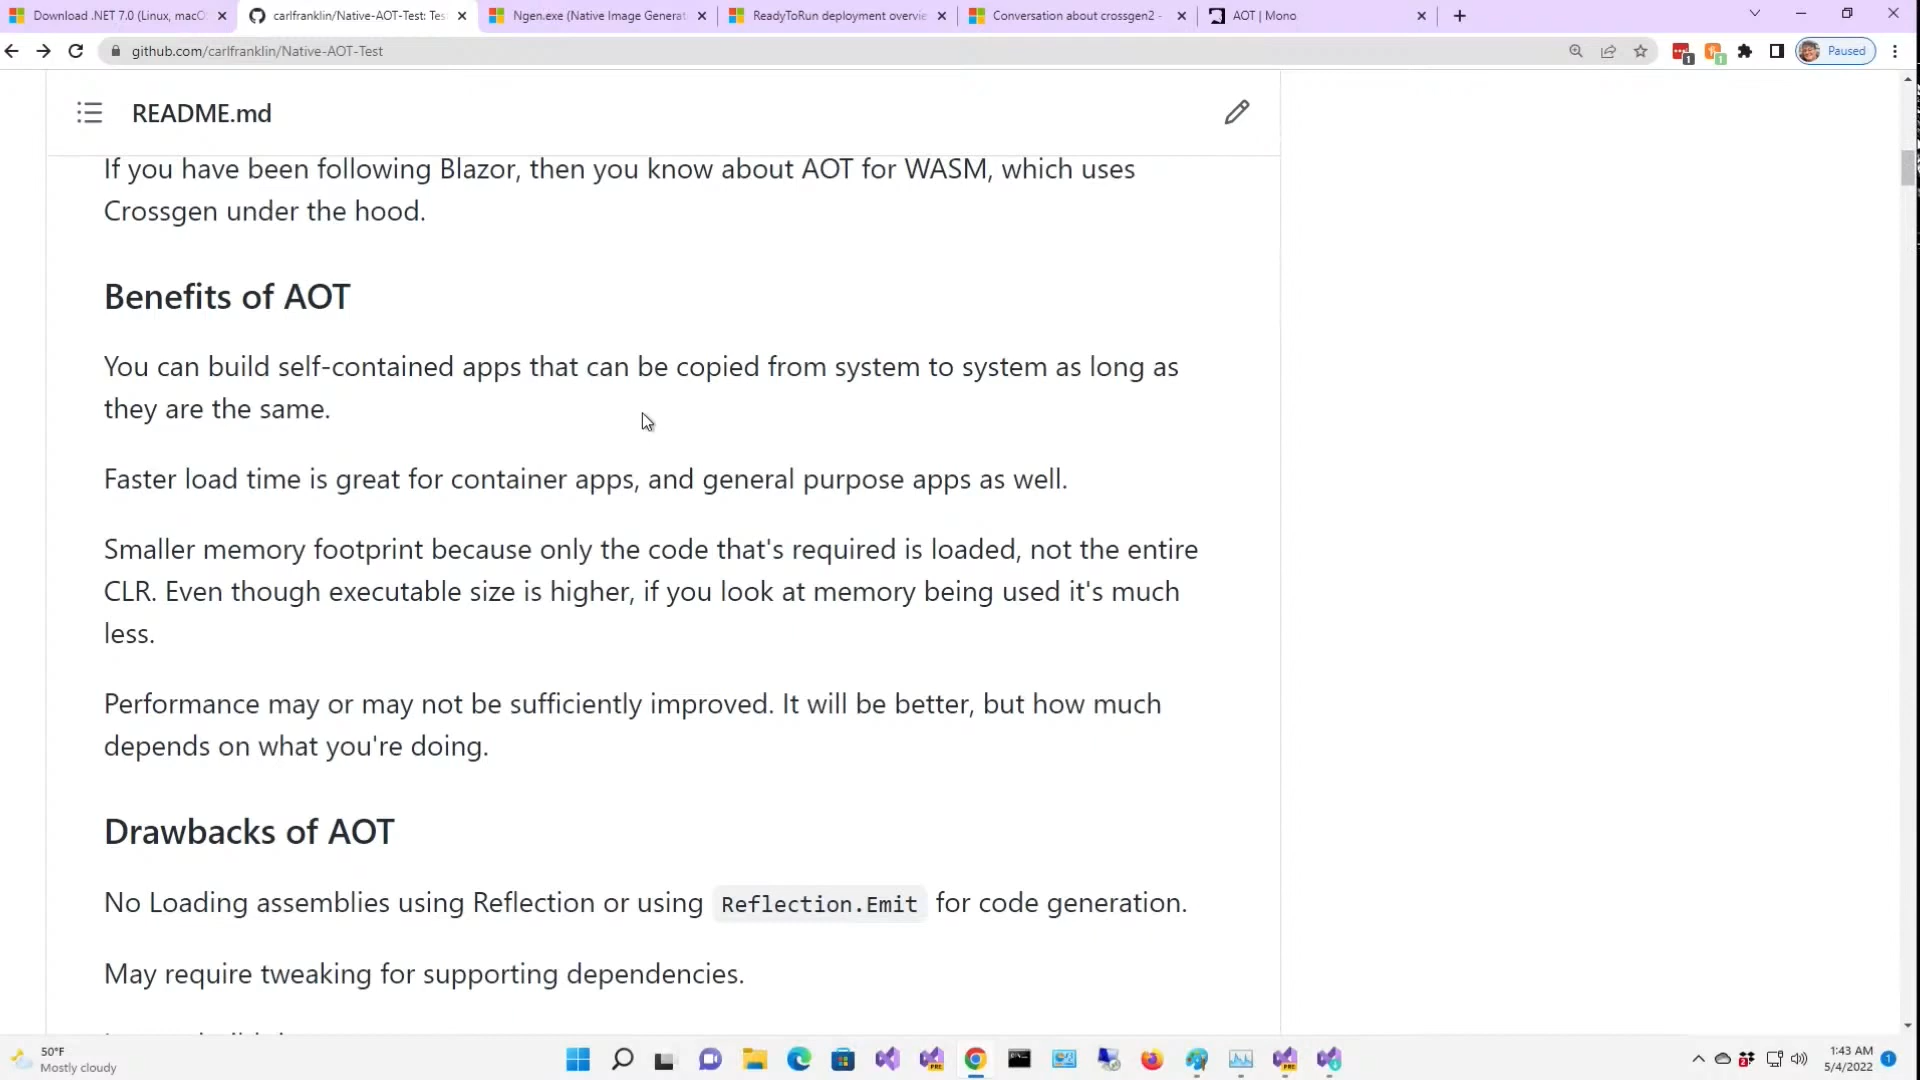 Download .NET 7.0 (Linux, macO
carlfranklin/Native-AOT-Test: Tes
Ngen.exe (Native Image Generat
ReadyToRun deployment overvie
Conversation about crossgen2 -
AOT | Mono
github.com/carlfranklin/Native-AOT-Test
1
1
Paused
README.md
If you have been following Blazor, then you know about AOT for WASM, which uses
Crossgen under the hood.
Benefits of AOT
You can build self-contained apps that can be copied from system to system as long as
they are the same.
Faster load time is great for container apps, and general purpose apps as well.
Smaller memory footprint because only the code that's required is loaded, not the entire
CLR. Even though executable size is higher, if you look at memory being used it's much
less.
Performance may or may not be sufficiently improved. It will be better, but how much
depends on what you're doing.
Drawbacks of AOT
No Loading assemblies using Reflection or using Reflection.Emit for code generation.
May require tweaking for supporting dependencies.
50°F
Mostly cloudy
PRE
PRE
1:43 AM
5/4/2022
1